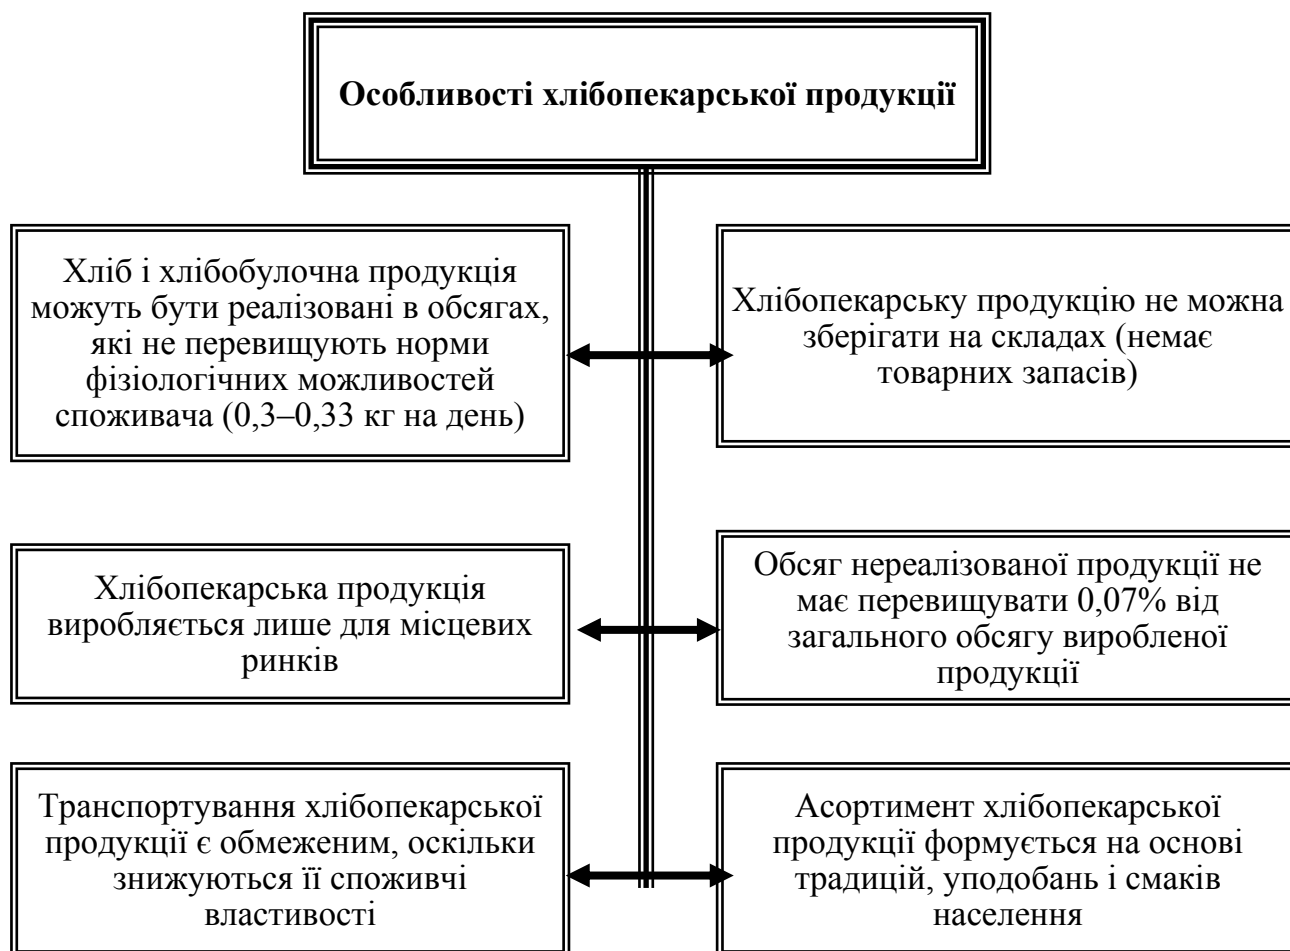 Особливості хлібопекарської продукції
Хліб і хлібобулочна продукція
можуть бути реалізовані в обсягах,
які не перевищують норми
фізіологічних можливостей
споживача (0,3–0,33 кг на день)
Хлібопекарську продукцію не можна
зберігати на складах (немає
товарних запасів)
Хлібопекарська продукція
виробляється лише для місцевих
ринків
Обсяг нереалізованої продукції не
має перевищувати 0,07% від
загального обсягу виробленої
продукції
Транспортування хлібопекарської
продукції є обмеженим, оскільки
знижуються її споживчі
властивості
Асортимент хлібопекарської
продукції формується на основі
традицій, уподобань і смаків
населення